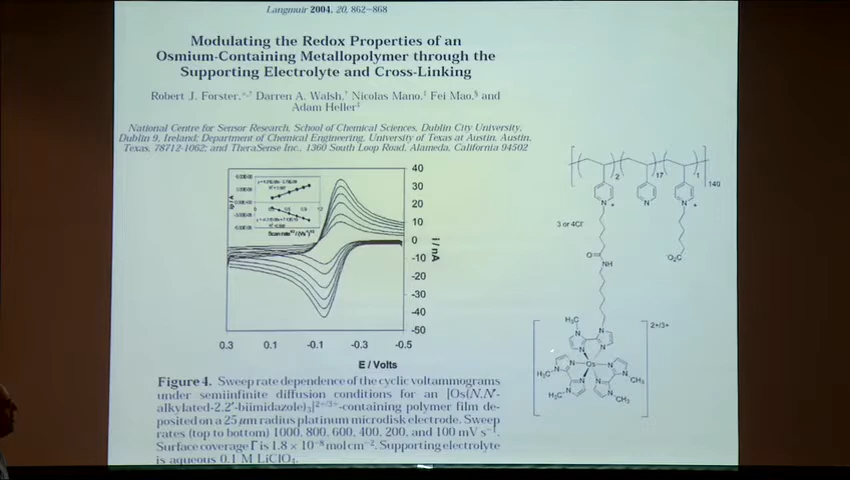 Langmuir 2004, 20, 862-868
Modulating the Redox Properties of an
Osmium-Containing Metallopolymer through the
Supporting Electrolyte and Cross-Linking
Robert J. Forster,*,† Darren A. Walsh,† Nicolas Mano,‡ Fei Mao,§ and
Adam Heller‡
National Centre for Sensor Research, School of Chemical Sciences, Dublin City University,
Dublin 9, Ireland; Department of Chemical Engineering, University of Texas at Austin, Austin,
Texas, 78712-1062; and TheraSense Inc., 1360 South Loop Road, Alameda, California 94502
40
30
20
10
0
-10
-20
-30
-40
-50
i / nA
0.3 0.1 -0.1 -0.3 -0.5
E / Volts
Figure 4. Sweep rate dependence of the cyclic voltammograms
under semiinfinite diffusion conditions for an [Os(N,N′-
alkylated-2,2′-biimidazole)3]2+/3+-containing polymer film de-
posited on a 25 μm radius platinum microdisk electrode. Sweep
rates (top to bottom) 1000, 800, 600, 400, 200, and 100 mV s-1.
Surface coverage Γ is 1.8 × 10-8 mol cm-2. Supporting electrolyte
is aqueous 0.1 M LiClO4.
2 17 1 140
N + N N +
3 or 4Cl-
O NH O2C
2+/3+
H3C
N N
N N
Os
N N N N
H3C N N CH3
N N
H3C CH3